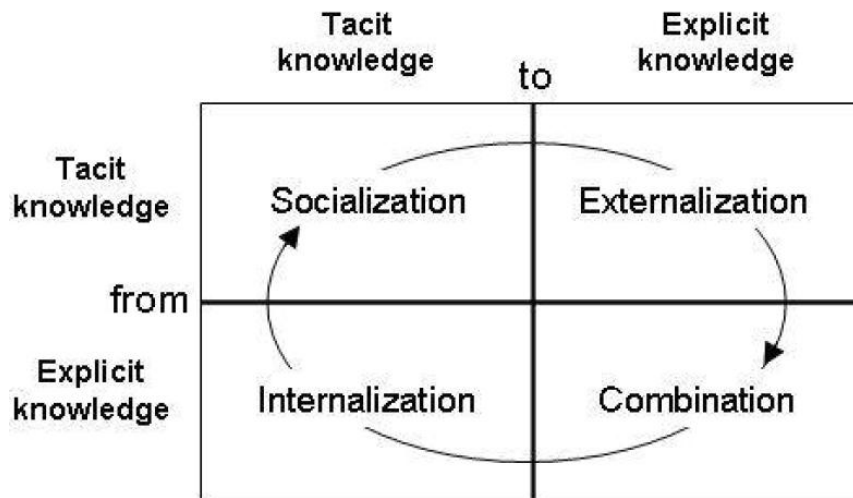 Tacit
knowledge
Explicit
knowledge
to
Tacit
knowledge
Socialization
Externalization
from
Explicit
knowledge
Internalization
Combination